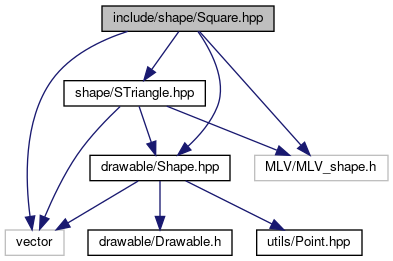 include/shape/Square.hpp
shape/STriangle.hpp
drawable/Shape.hpp
MLV/MLV_shape.h
vector
drawable/Drawable.h
utils/Point.hpp